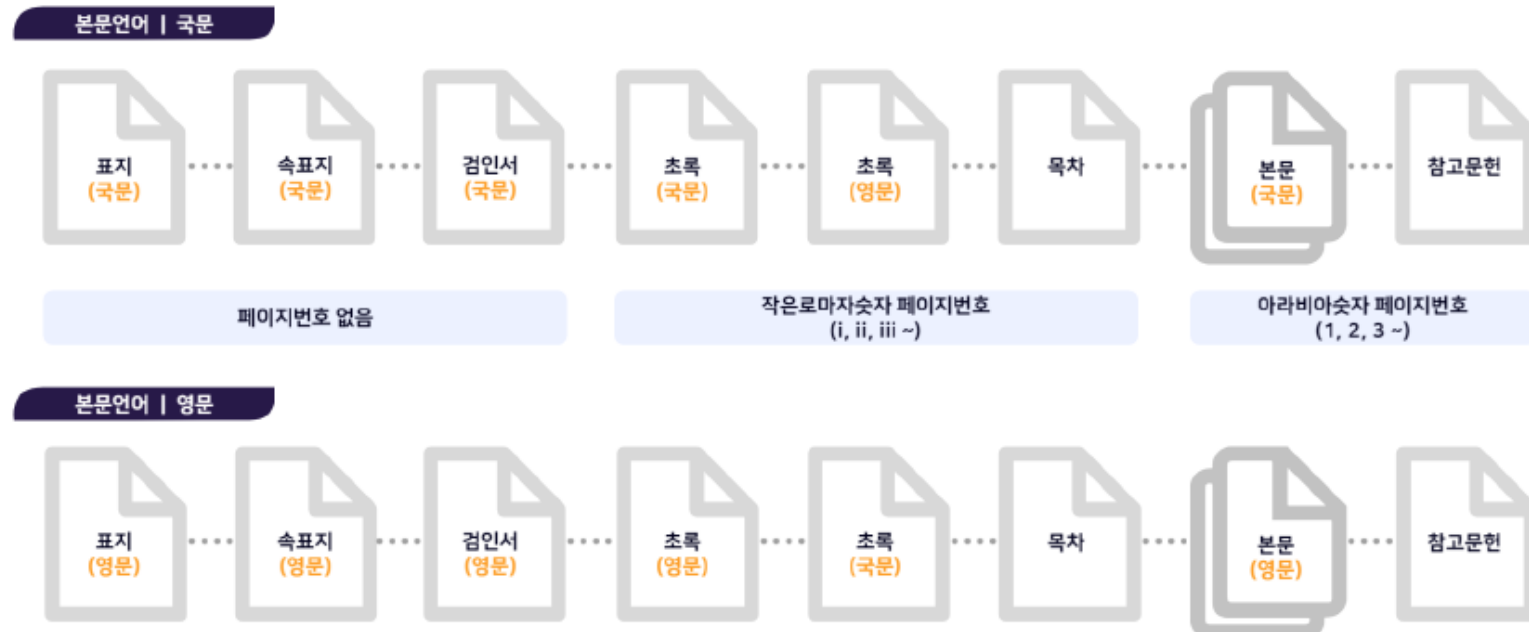 본문언어 | 국문
표지
(국문)
속표지
(국문)
검인서
(국문)
초록
(국문)
초록
(영문)
목차
본문
(국문)
참고문헌
페이지번호 없음
작은로마자숫자 페이지번호
(i, ii, iii ~)
아라비아숫자 페이지번호
(1, 2, 3 ~)
본문언어 | 영문
표지
(영문)
속표지
(영문)
검인서
(영문)
초록
(영문)
초록
(국문)
목차
본문
(영문)
참고문헌